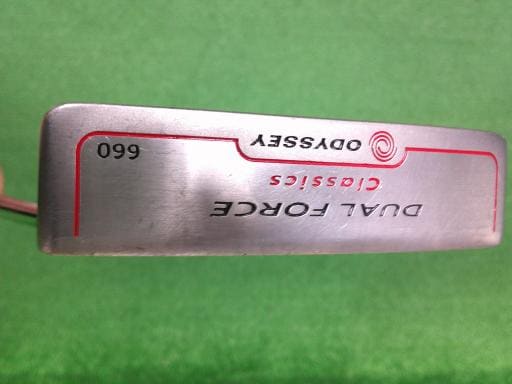 DUAL FORCE
Classics
ODYSSEY
660